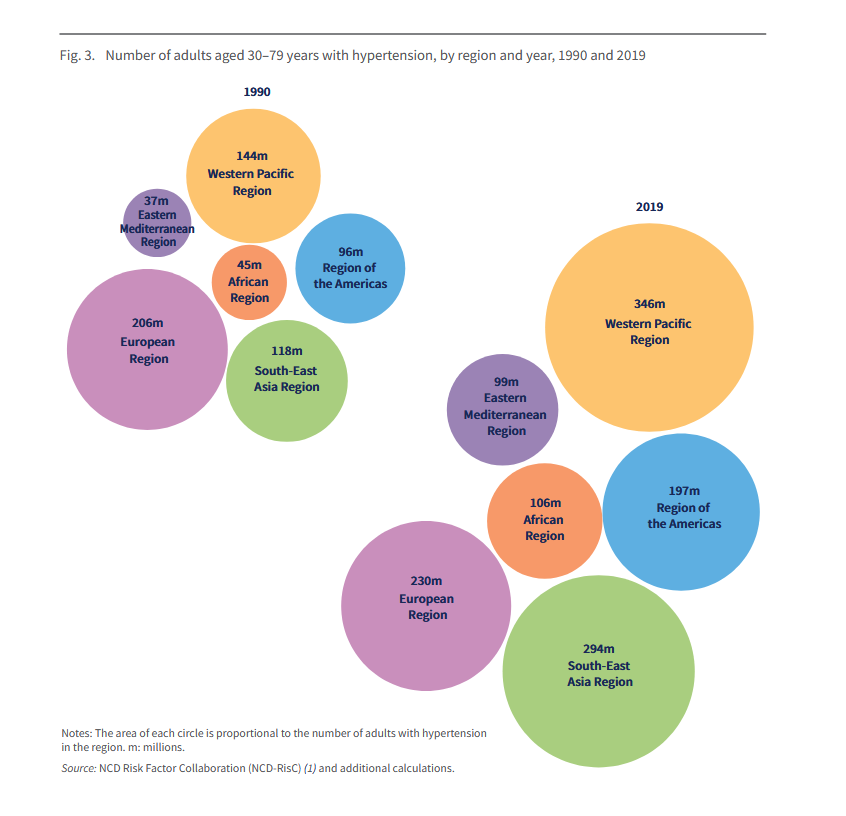 Fig. 3. Number of adults aged 30–79 years with hypertension, by region and year, 1990 and 2019
1990
144m
Western Pacific
Region
37m
Eastern
Mediterranean
Region
96m
Region of
the Americas
45m
African
Region
206m
European
Region
118m
South-East
Asia Region
2019
346m
Western Pacific
Region
99m
Eastern
Mediterranean
Region
197m
Region of
the Americas
106m
African
Region
230m
European
Region
294m
South-East
Asia Region
Notes: The area of each circle is proportional to the number of adults with hypertension
in the region. m: millions.
Source: NCD Risk Factor Collaboration (NCD-RisC) (1) and additional calculations.